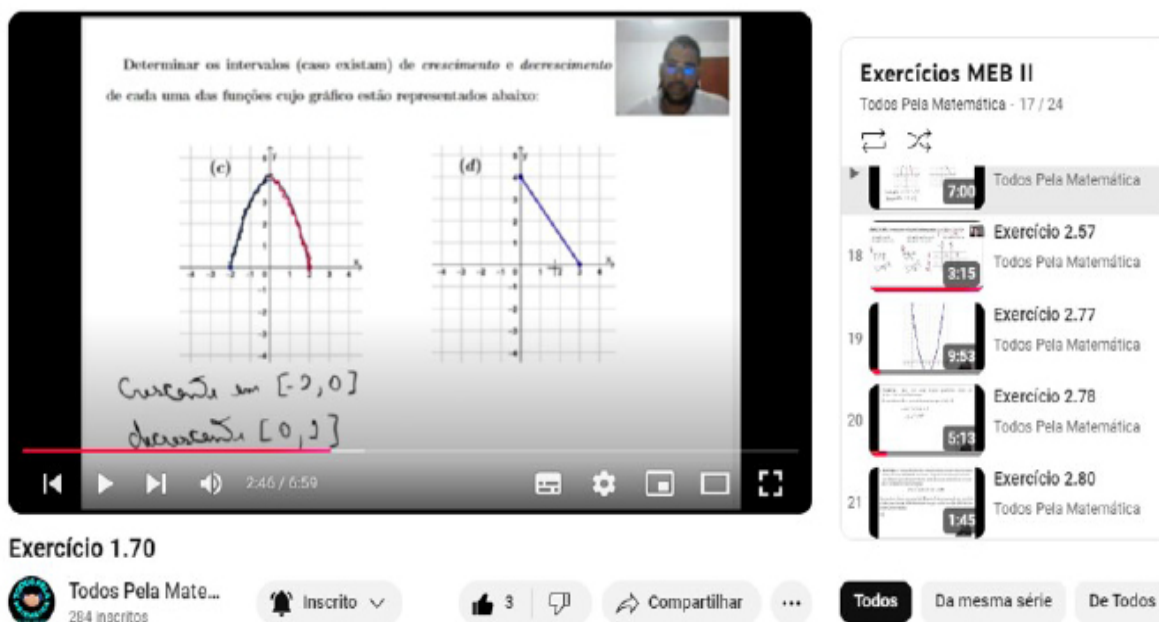 Determinar os intervalos (caso existam) de crescimento e decrescimento
de cada uma das funções cujo gráfico estão representados abaixo:
(c)
(d)
Crescente em [-2, 0]
decrescente [0, 2]
2:46 / 6:59
Exercício 1.70
Todos Pela Mate...
284 inscritos
Inscrito
3
Compartilhar
...
Exercícios MEB II
Todos Pela Matemática - 17 / 24
7:00
Todos Pela Matemática
18
3:15
Exercício 2.57
Todos Pela Matemática
19
9:53
Exercício 2.77
Todos Pela Matemática
20
5:13
Exercício 2.78
Todos Pela Matemática
21
1:45
Exercício 2.80
Todos Pela Matemática
Todos
Da mesma série
De Todos